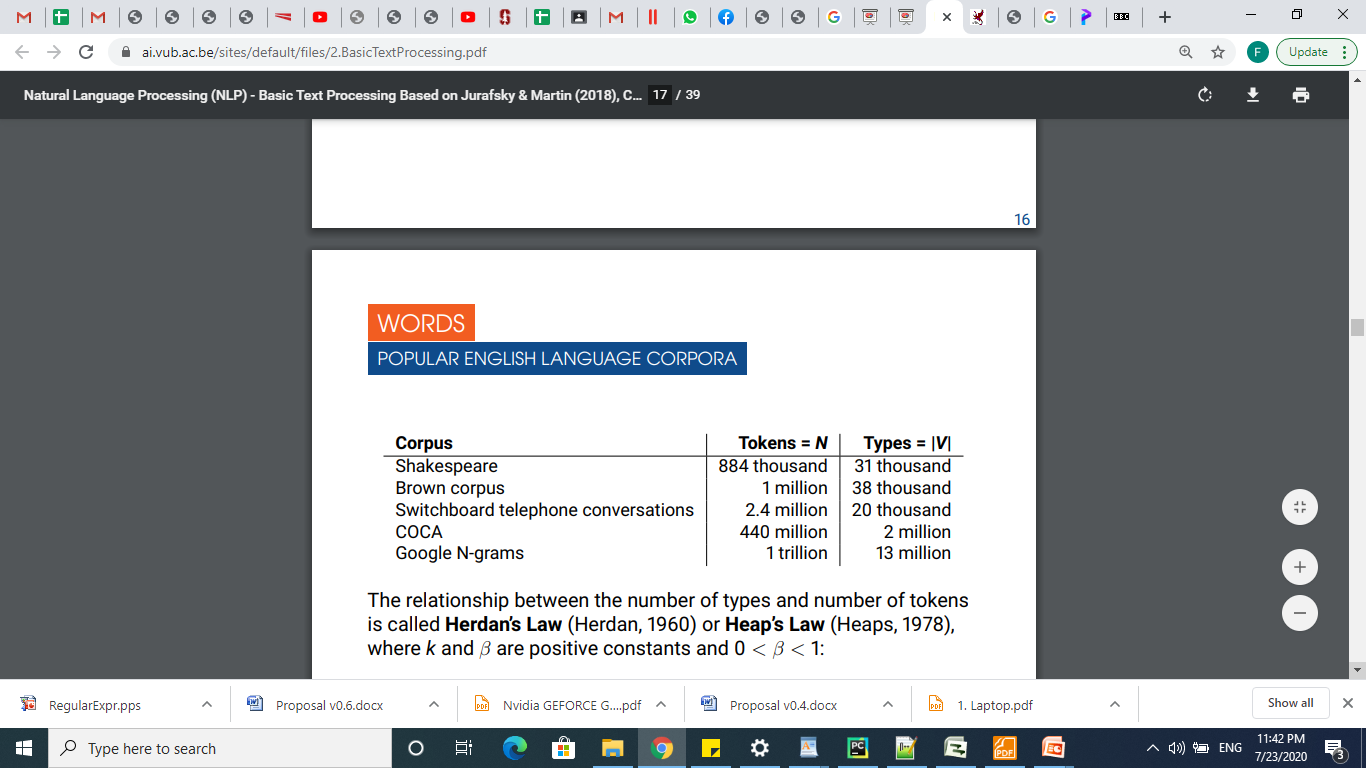 ai.vub.ac.be/sites/default/files/2.BasicTextProcessing.pdf
F
Update
Natural Language Processing (NLP) - Basic Text Processing Based on Jurafsky & Martin (2018), C... 17 / 39
16
WORDS
POPULAR ENGLISH LANGUAGE CORPORA
Corpus Tokens = N Types = |V|
Shakespeare 884 thousand 31 thousand
Brown corpus 1 million 38 thousand
Switchboard telephone conversations 2.4 million 20 thousand
COCA 440 million 2 million
Google N-grams 1 trillion 13 million
The relationship between the number of types and number of tokens
is called Herdan's Law (Herdan, 1960) or Heap's Law (Heaps, 1978),
where k and β are positive constants and 0 < β < 1:
RegularExpr.pps Proposal v0.6.docx Nvidia GEFORCE G....pdf Proposal v0.4.docx 1. Laptop.pdf Show all
Type here to search
ENG
11:42 PM
7/23/2020
3